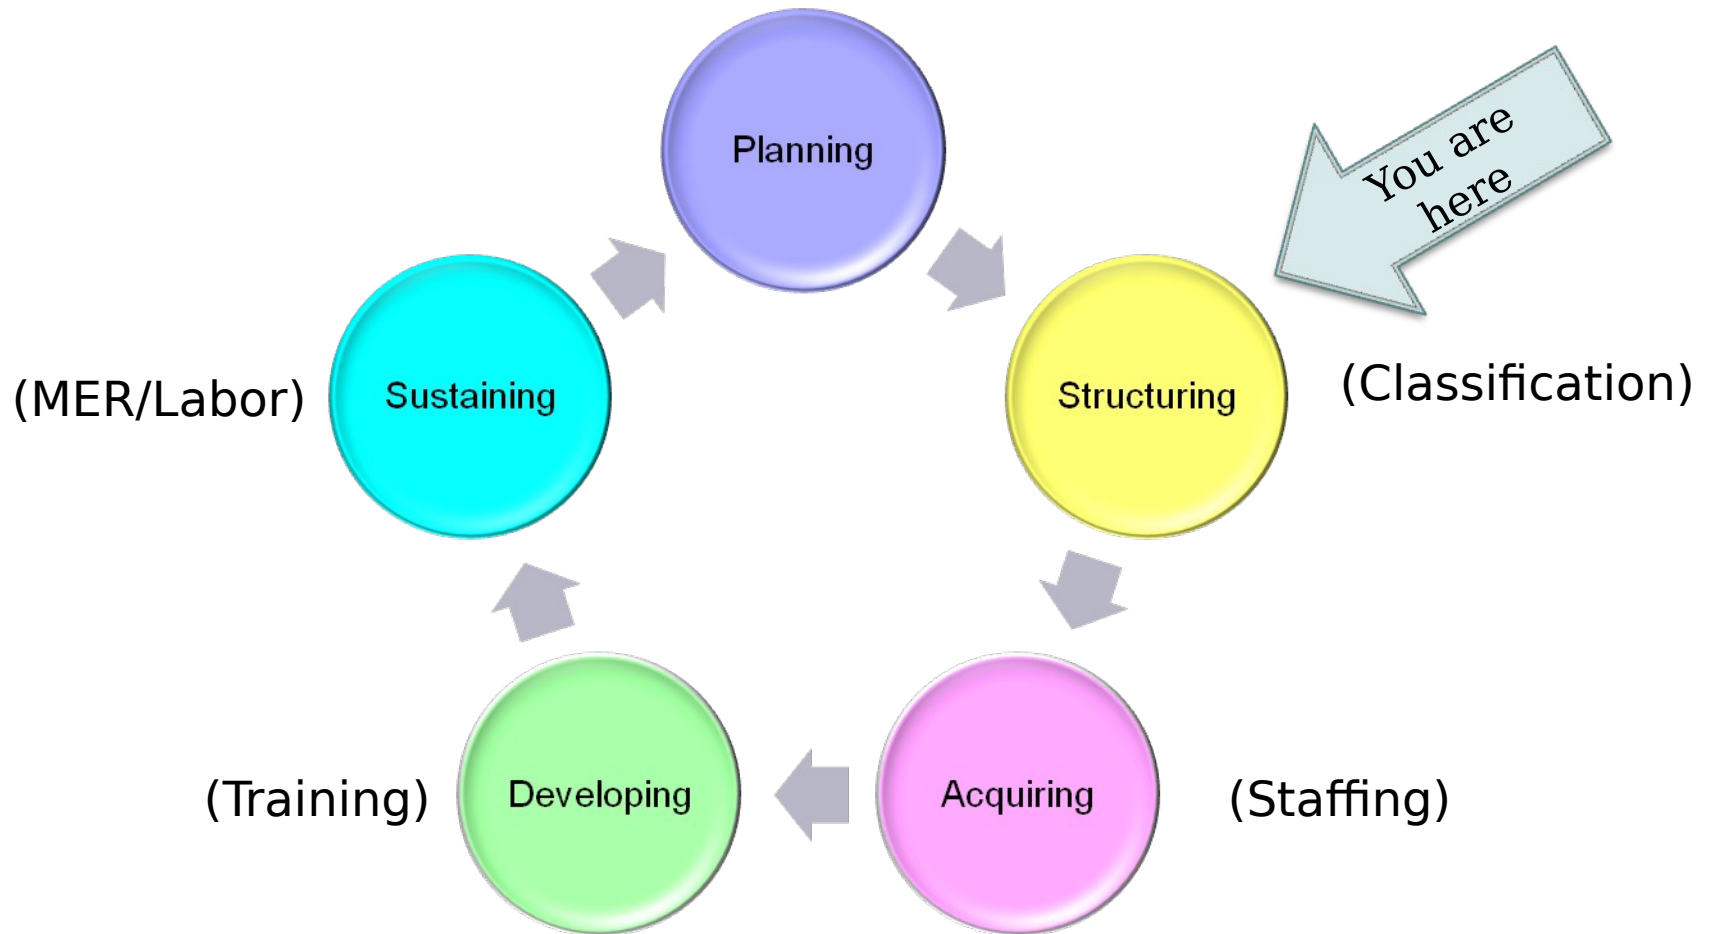 Planning
You are
here
Structuring
(Classification)
(MER/Labor)
Sustaining
(Training)
Developing
Acquiring
(Staffing)